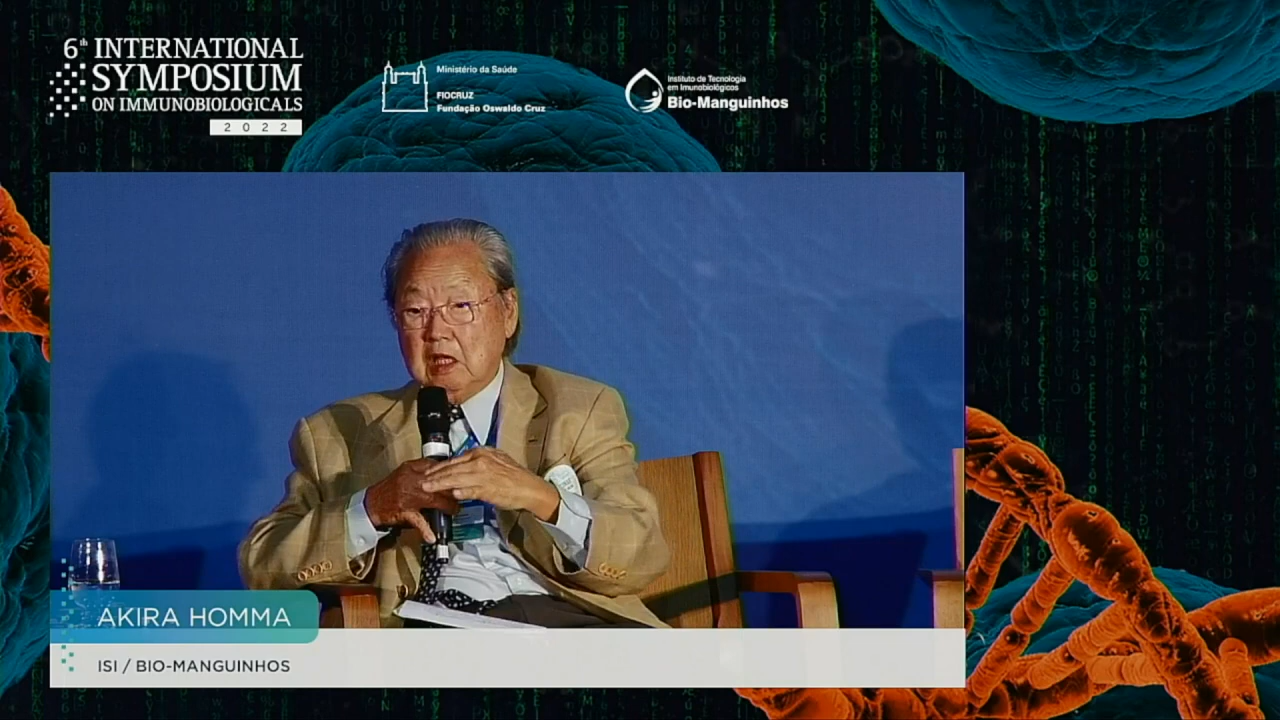 6th INTERNATIONAL
SYMPOSIUM
ON IMMUNOBIOLOGICALS
2022
Ministério da Saúde
FIOCRUZ
Fundação Oswaldo Cruz
Instituto de Tecnologia
em Imunobiológicos
Bio-Manguinhos
AKIRA HOMMA
ISI / BIO-MANGUINHOS